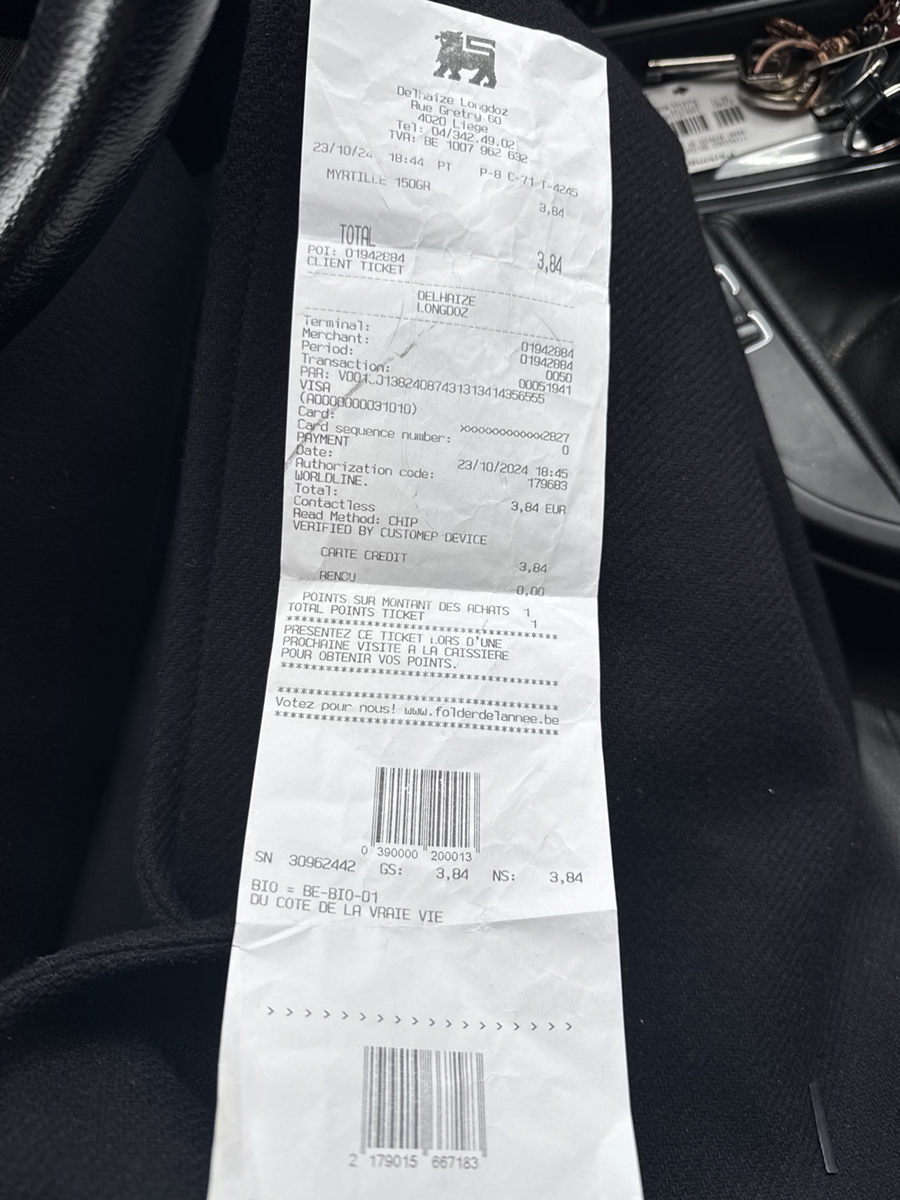 Delhaize Longdoz
Rue Gretry 60
4020 Liege
Tel: 04/342.49.02
TVA: BE 1007 962 632
23/10/24 18:44 PT P-8 C-71 T-4245
MYRTILLE 150GR 3,84
TOTAL 3,84
POI: 01942884
CLIENT TICKET
DELHAIZE
LONGDOZ
Terminal: 01942884
Merchant: 01942884
Period: 0050
Transaction: 00051941
VISA
(A0000000031010)
Card: xxxxxxxxxxxx2827
Card sequence number: 0
PAYMENT
Date: 23/10/2024 18:45
Authorization code: 179683
WORLDLINE.
Total: 3,84 EUR
Contactless
Read Method: CHIP
VERIFIED BY CUSTOMER DEVICE
CARTE CREDIT 3,84
RENDU 0,00
POINTS SUR MONTANT DES ACHATS 1
TOTAL POINTS TICKET 1
**********************************
PRESENTEZ CE TICKET LORS D'UNE
PROCHAINE VISITE A LA CAISSIERE
POUR OBTENIR VOS POINTS.
**********************************
**********************************
Votez pour nous! www.folderdelannee.be
**********************************
0 390000 200013
SN 30962442 GS: 3,84 NS: 3,84
BIO = BE-BIO-01
DU COTE DE LA VRAIE VIE
> > > > > > > > > > > > > > > > > >
2 179015 667183